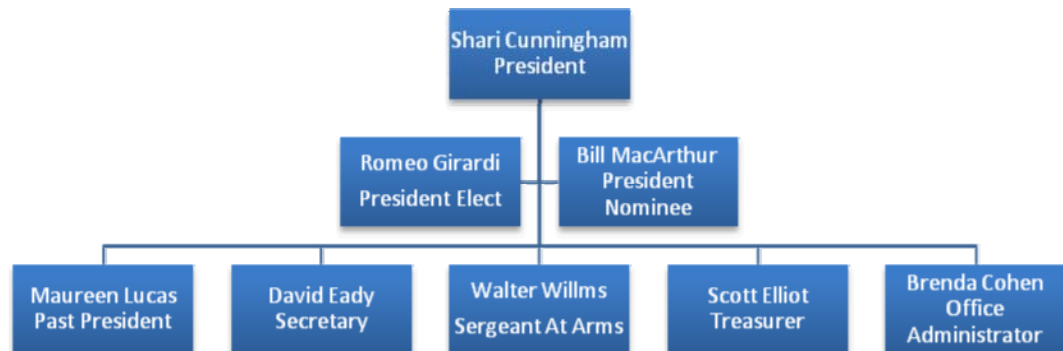 Shari Cunningham
President
Romeo Girardi
President Elect
Bill MacArthur
President
Nominee
Maureen Lucas
Past President
David Eady
Secretary
Walter Willms
Sergeant At Arms
Scott Elliot
Treasurer
Brenda Cohen
Office
Administrator